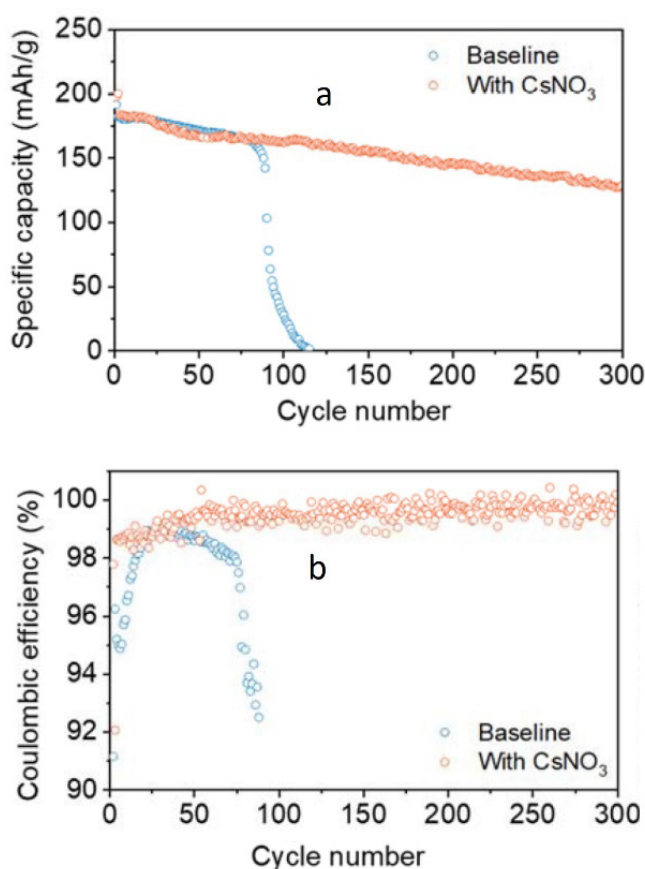 250
Baseline
With CsNO₃
200
a
150
100
50
0
Specific capacity (mAh/g)
0 50 100 150 200 250 300
Cycle number
100
98
b
96
94
92
Baseline
With CsNO₃
90
Coulombic efficiency (%)
0 50 100 150 200 250 300
Cycle number